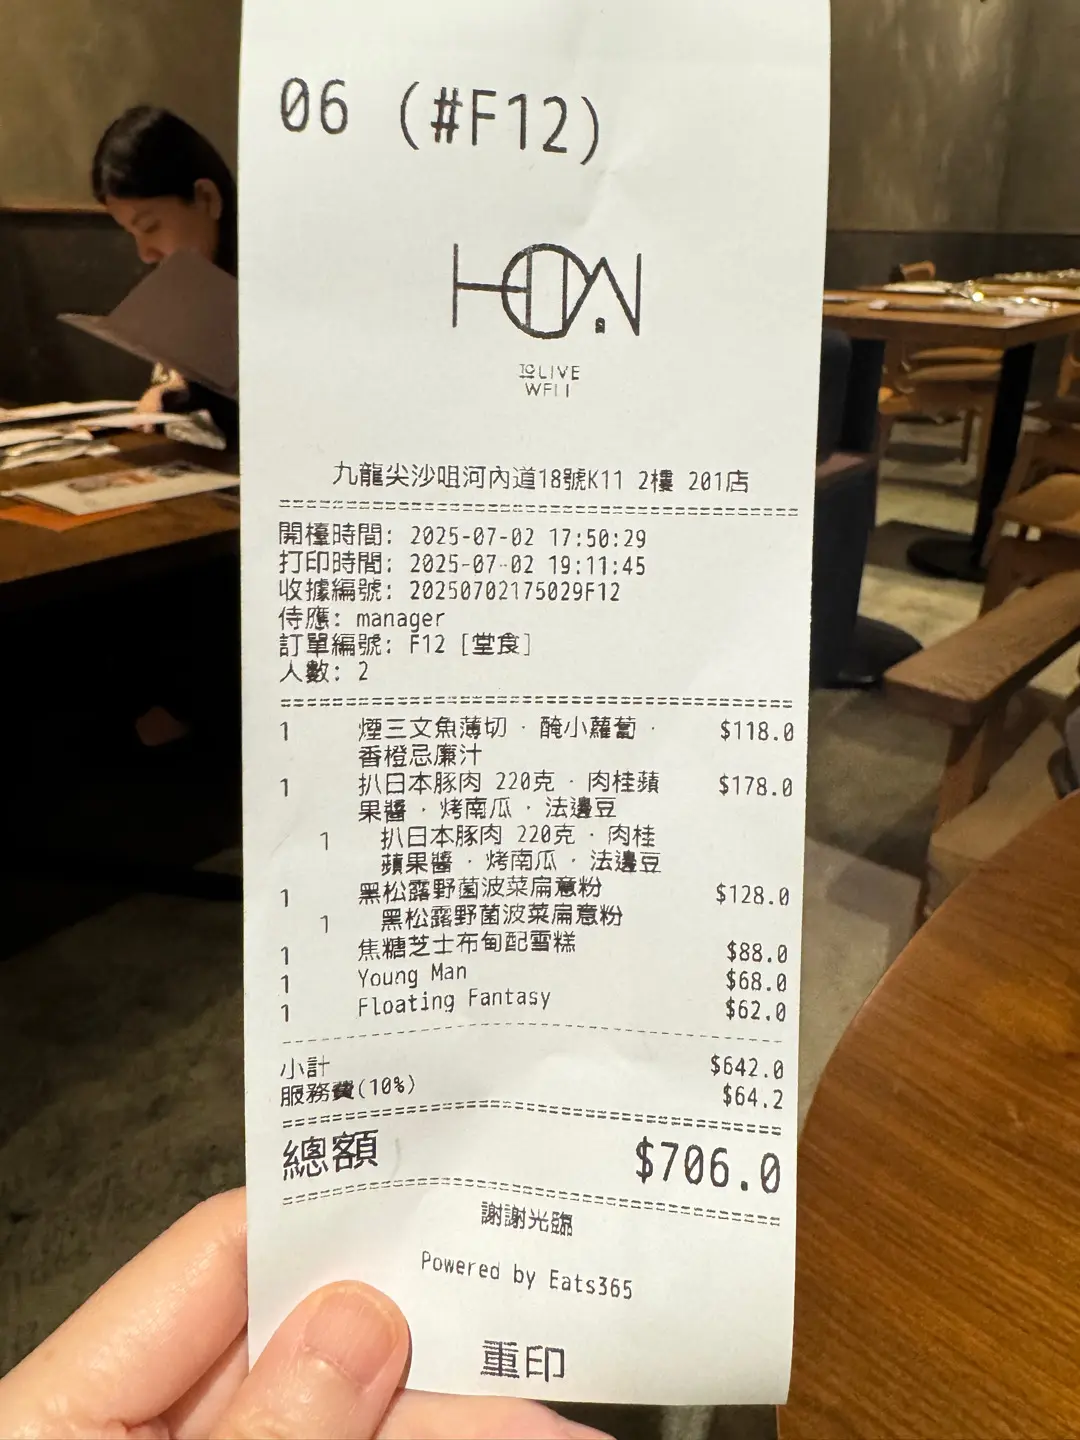 06 (#F12)
HOW
TO LIVE
WELL
九龍尖沙咀河內道18號K11 2樓 201店
開檯時間: 2025-07-02 17:50:29
打印時間: 2025-07-02 19:11:45
收據編號: 20250702175029F12
侍應: manager
訂單編號: F12 [堂食]
人數: 2
1 煙三文魚薄切 · 醃小蘿蔔 · $118.0
香橙忌廉汁
1 扒日本豚肉 220克 · 肉桂蘋 $178.0
果醬 · 烤南瓜 · 法邊豆
1 扒日本豚肉 220克 · 肉桂
蘋果醬 · 烤南瓜 · 法邊豆
1 黑松露野菌波菜扁意粉 $128.0
1 黑松露野菌波菜扁意粉
1 焦糖芝士布甸配雪糕 $88.0
1 Young Man $68.0
1 Floating Fantasy $62.0
小計 $642.0
服務費(10%) $64.2
總額 $706.0
謝謝光臨
Powered by Eats365
重印